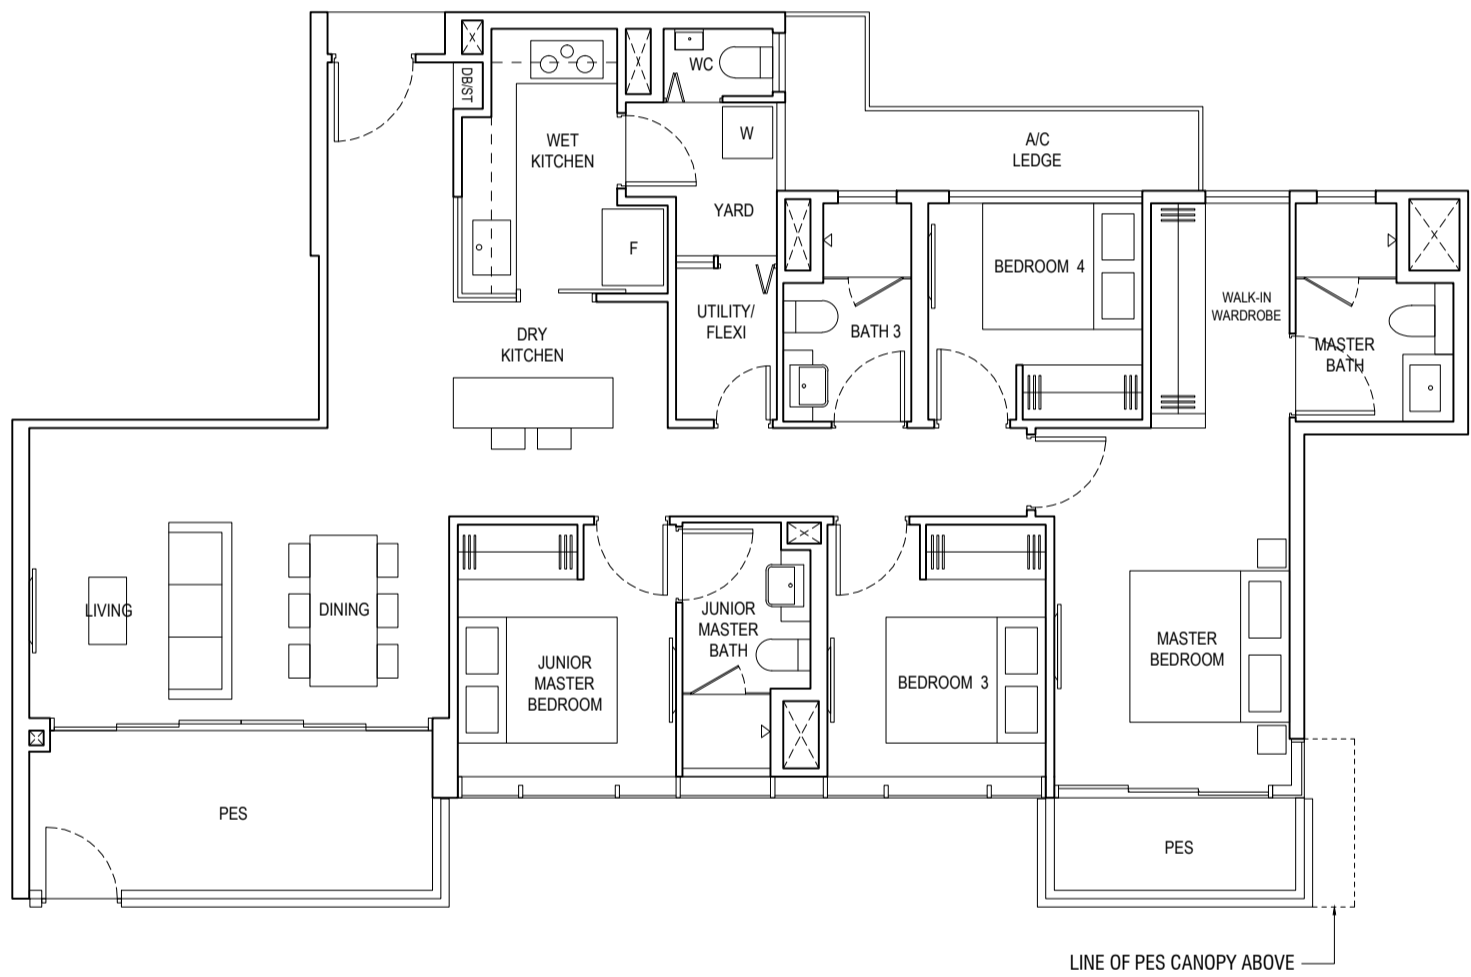 WC
DB/ST
W
WET
KITCHEN
A/C
LEDGE
YARD
F
BEDROOM 4
WALK-IN
WARDROBE
UTILITY/
FLEXI
BATH 3
DRY
KITCHEN
MASTER
BATH
LIVING
DINING
JUNIOR
MASTER
BATH
JUNIOR
MASTER
BEDROOM
BEDROOM 3
MASTER
BEDROOM
PES
PES
LINE OF PES CANOPY ABOVE